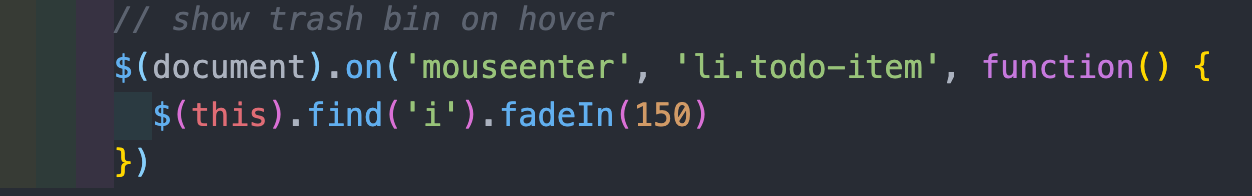 // show trash bin on hover
$(document).on('mouseenter', 'li.todo-item', function() {
  $(this).find('i').fadeIn(150)
})